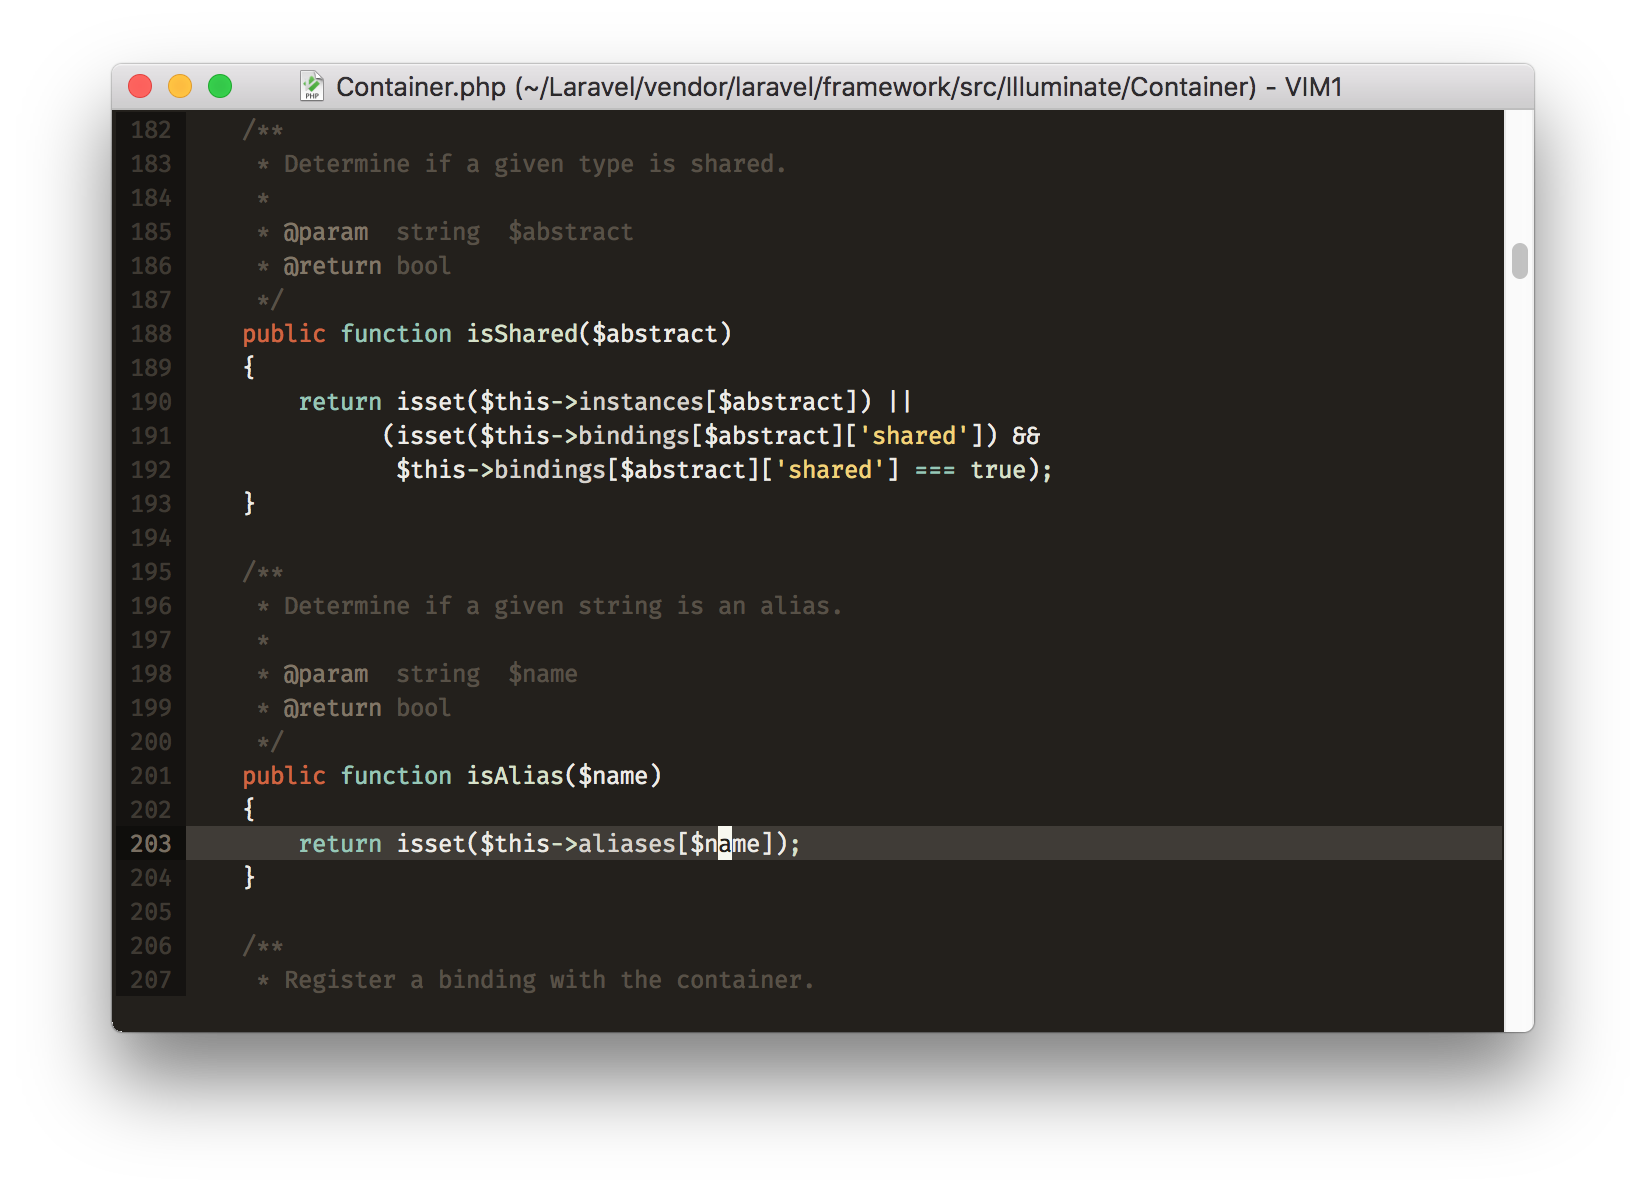 Container.php (~/Laravel/vendor/laravel/framework/src/Illuminate/Container) - VIM1
PHP
182     /**
183      * Determine if a given type is shared.
184      *
185      * @param  string  $abstract
186      * @return bool
187      */
188     public function isShared($abstract)
189     {
190         return isset($this->instances[$abstract]) ||
191               (isset($this->bindings[$abstract]['shared']) &&
192                $this->bindings[$abstract]['shared'] === true);
193     }
194
195     /**
196      * Determine if a given string is an alias.
197      *
198      * @param  string  $name
199      * @return bool
200      */
201     public function isAlias($name)
202     {
203         return isset($this->aliases[$name]);
204     }
205
206     /**
207      * Register a binding with the container.